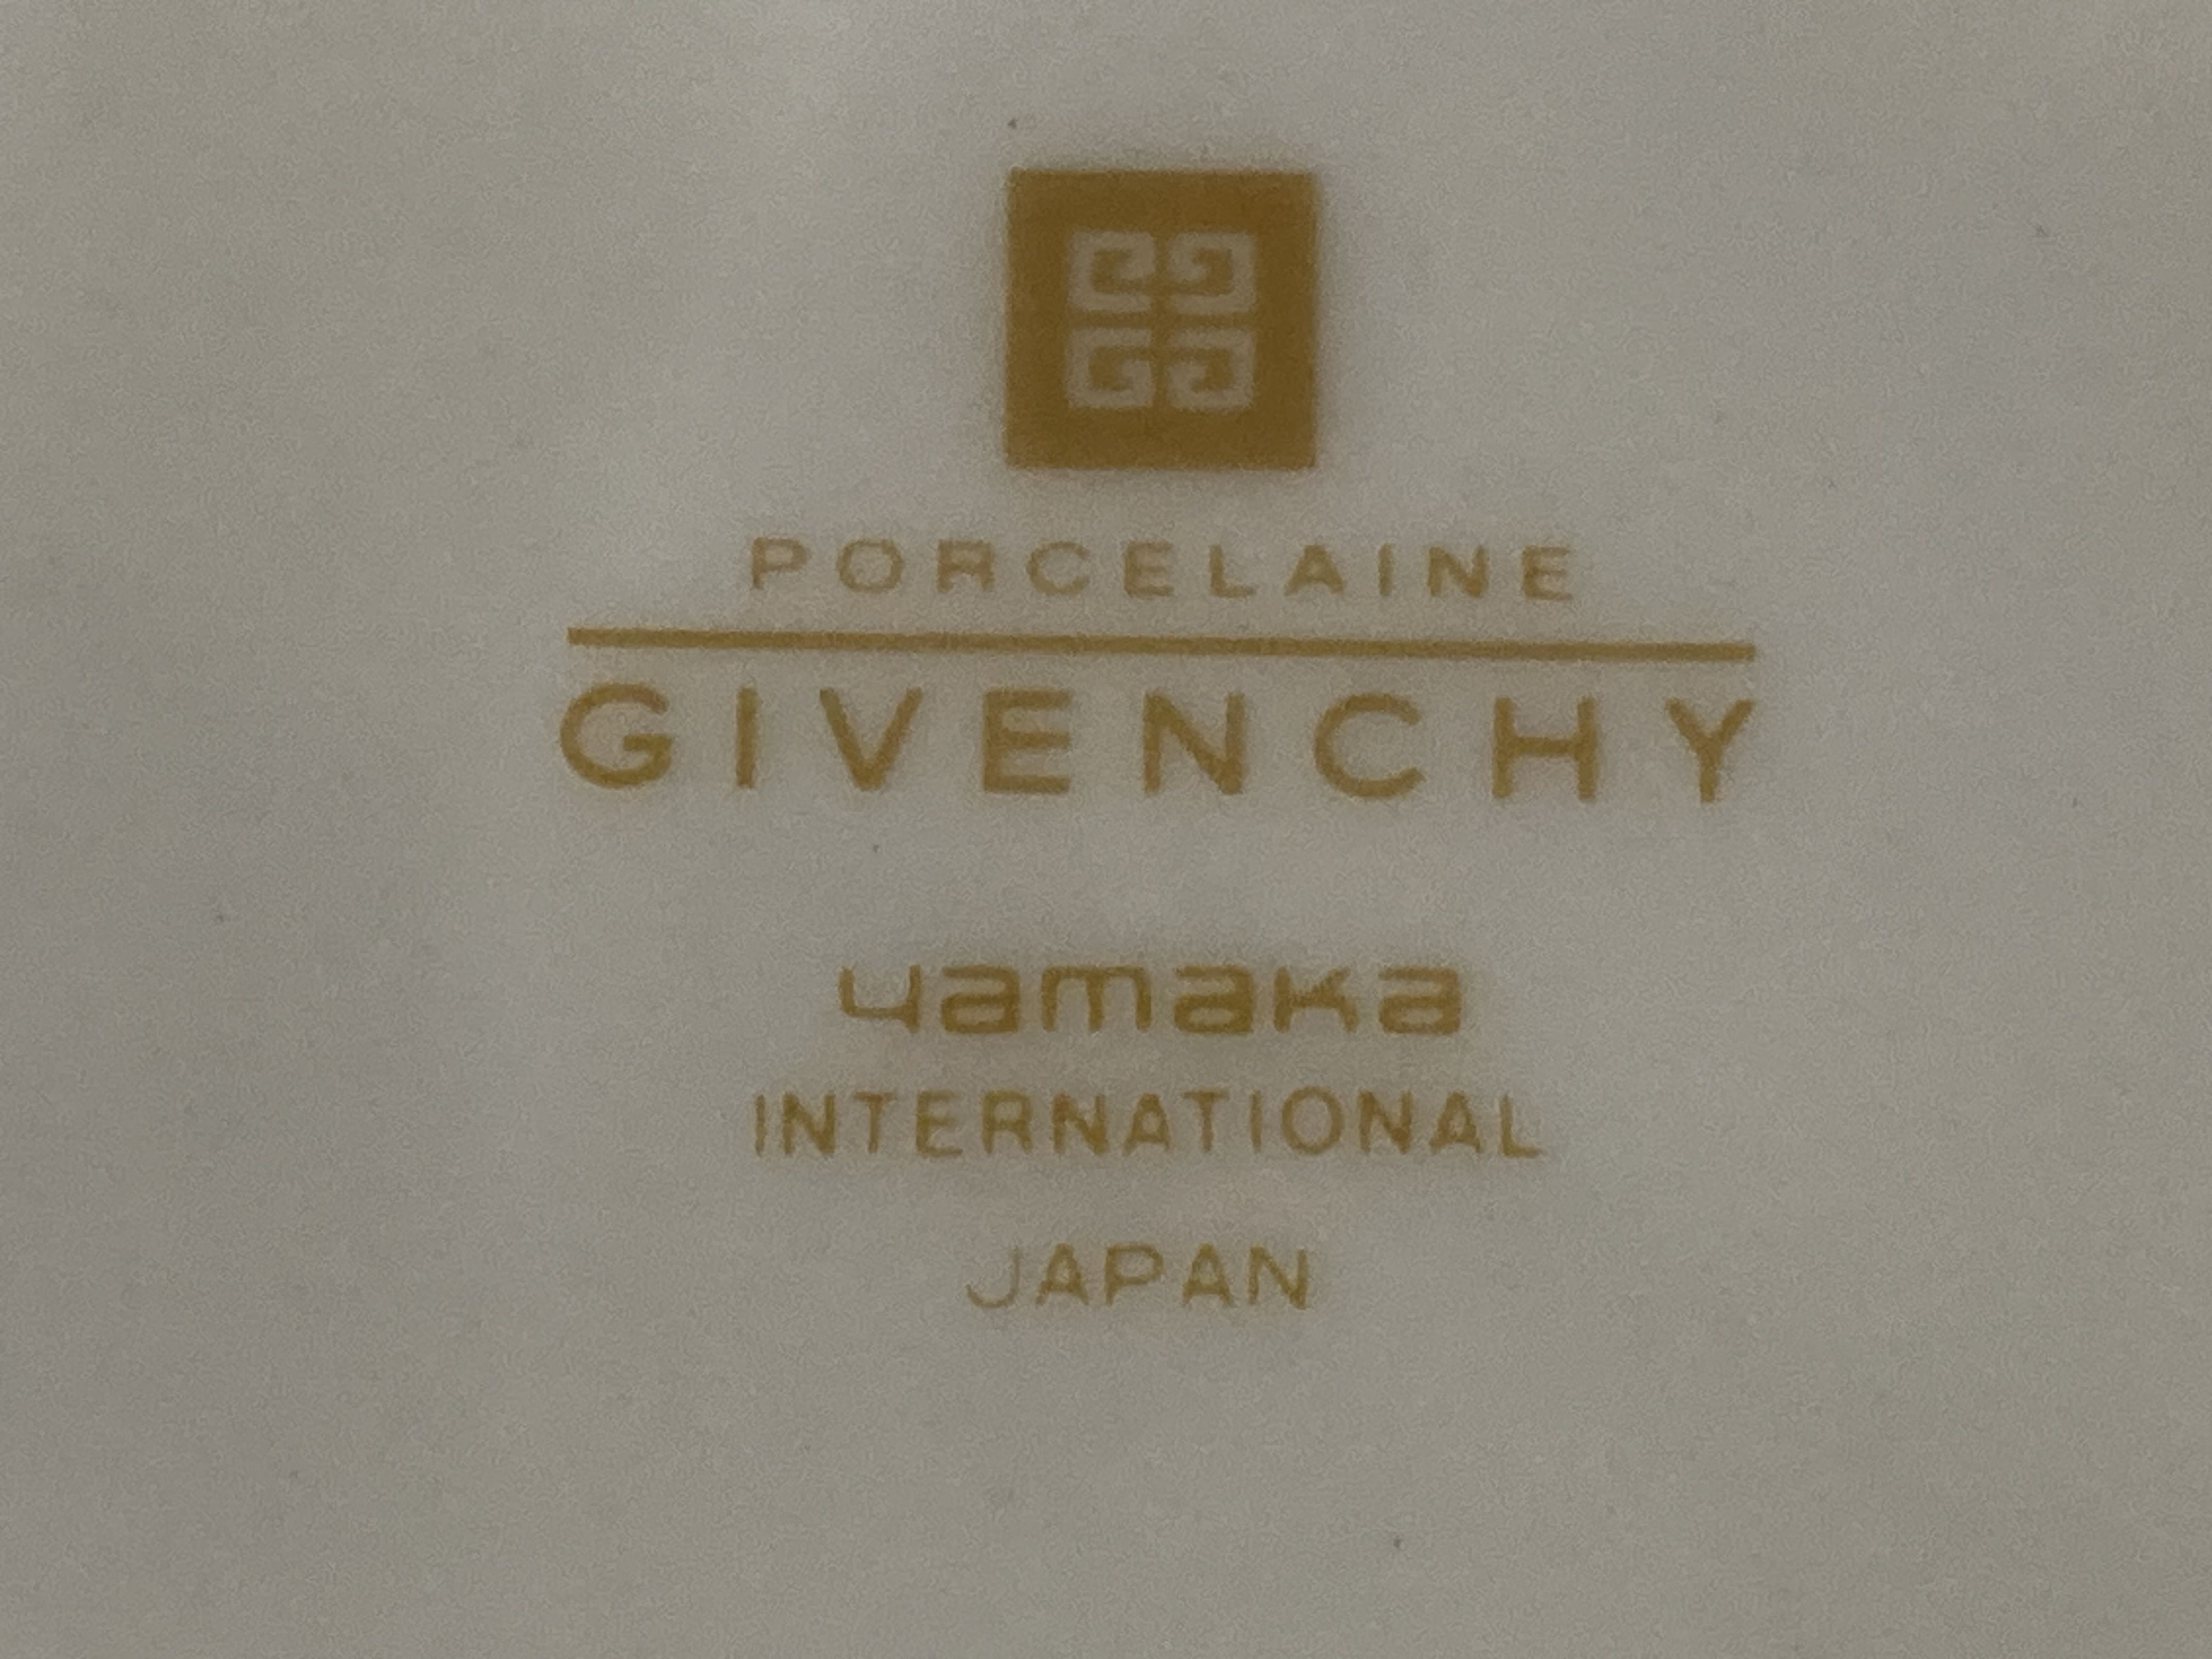 PORCELAINE
GIVENCHY
yamaka
INTERNATIONAL
JAPAN